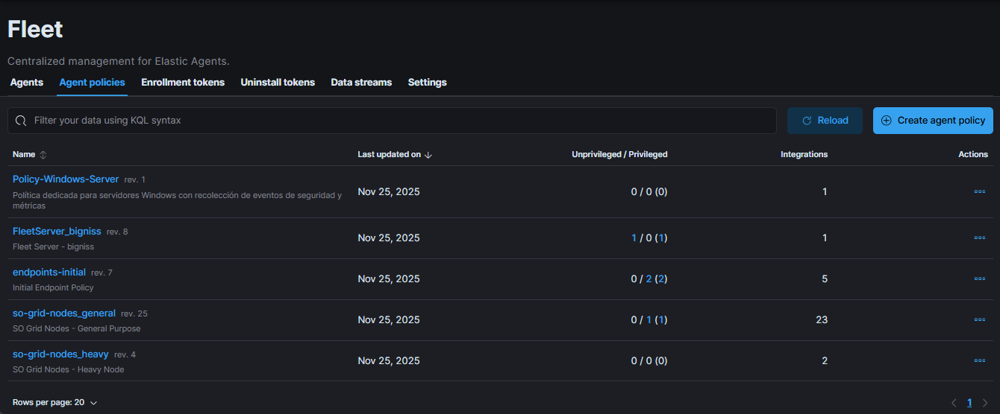 Fleet
Centralized management for Elastic Agents.
Agents Agent policies Enrollment tokens Uninstall tokens Data streams Settings
Filter your data using KQL syntax Reload Create agent policy
Name Last updated on Unprivileged / Privileged Integrations Actions
Policy-Windows-Server rev. 1
Política dedicada para servidores Windows con recolección de eventos de seguridad y
métricas
Nov 25, 2025 0 / 0 (0) 1
FleetServer_bigniss rev. 8
Fleet Server - bigniss
Nov 25, 2025 1 / 0 (1) 1
endpoints-initial rev. 7
Initial Endpoint Policy
Nov 25, 2025 0 / 2 (2) 5
so-grid-nodes_general rev. 25
SO Grid Nodes - General Purpose
Nov 25, 2025 0 / 1 (1) 23
so-grid-nodes_heavy rev. 4
SO Grid Nodes - Heavy Node
Nov 25, 2025 0 / 0 (0) 2
Rows per page: 20 1